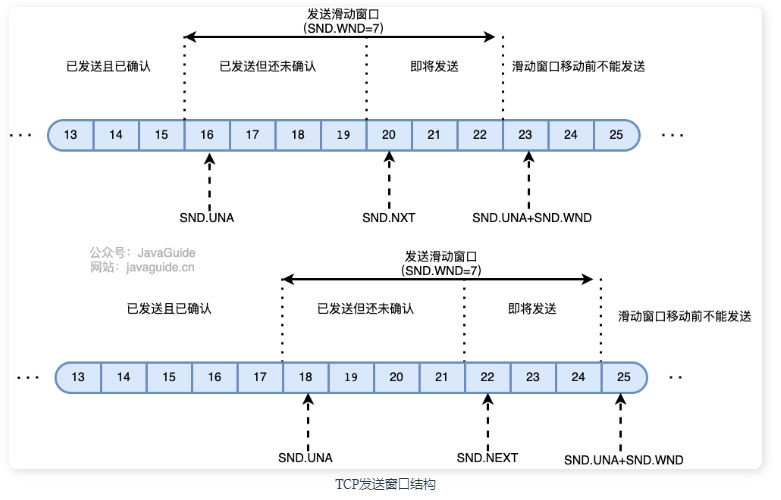 发送滑动窗口
(SND.WND=7)
已发送且已确认 已发送但还未确认 即将发送 滑动窗口移动前不能发送
··· 13 14 15 16 17 18 19 20 21 22 23 24 25 ···
SND.UNA SND.NXT SND.UNA+SND.WND
公众号：JavaGuide
网站：javaguide.cn
发送滑动窗口
(SND.WND=7)
已发送且已确认 已发送但还未确认 即将发送 滑动窗口移动前不能发送
··· 13 14 15 16 17 18 19 20 21 22 23 24 25 ··
SND.UNA SND.NEXT SND.UNA+SND.WND
TCP发送窗口结构